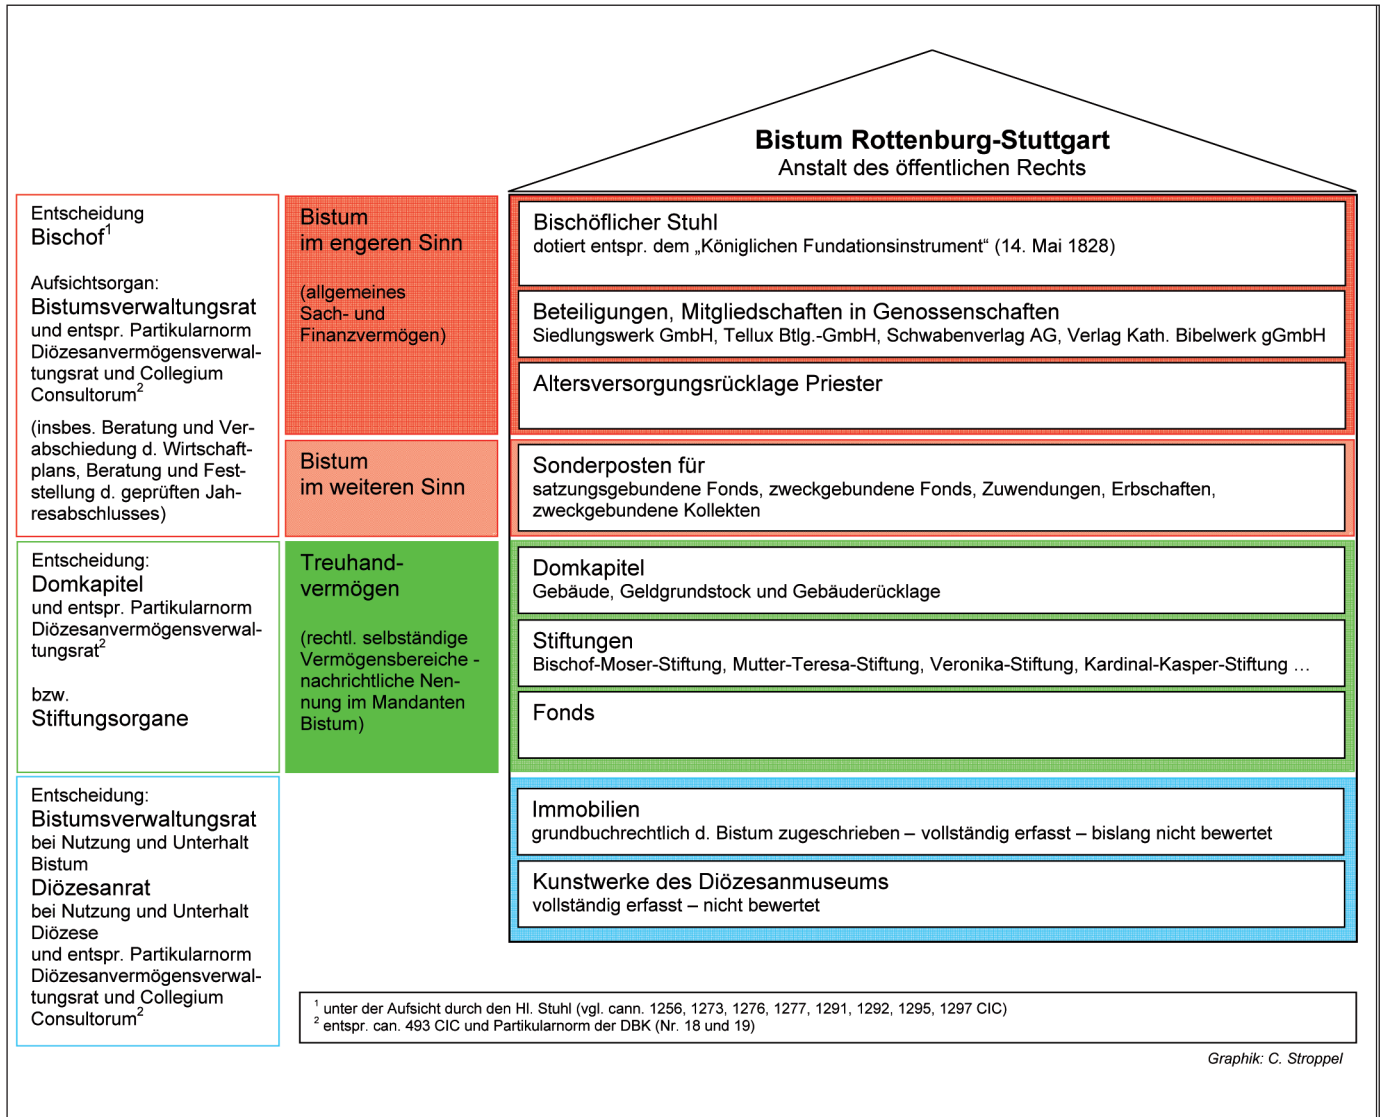 Bistum Rottenburg-Stuttgart
Anstalt des öffentlichen Rechts
Entscheidung
Bischof1
Aufsichtsorgan:
Bistumsverwaltungsrat
und entspr. Partikularnorm
Diözesanvermögensverwal-
tungsrat und Collegium
Consultorum2
(insbes. Beratung und Ver-
abschiedung d. Wirtschaft-
plans, Beratung und Fest-
stellung d. geprüften Jah-
resabschlusses)
Bistum
im engeren Sinn
(allgemeines
Sach- und
Finanzvermögen)
Bischöflicher Stuhl
dotiert entspr. dem „Königlichen Fundationsinstrument“ (14. Mai 1828)
Beteiligungen, Mitgliedschaften in Genossenschaften
Siedlungswerk GmbH, Tellux Btlg.-GmbH, Schwabenverlag AG, Verlag Kath. Bibelwerk gGmbH
Altersversorgungsrücklage Priester
Bistum
im weiteren Sinn
Sonderposten für
satzungsgebundene Fonds, zweckgebundene Fonds, Zuwendungen, Erbschaften,
zweckgebundene Kollekten
Entscheidung:
Domkapitel
und entspr. Partikularnorm
Diözesanvermögensverwal-
tungsrat2
bzw.
Stiftungsorgane
Treuhand-
vermögen
(rechtl. selbständige
Vermögensbereiche -
nachrichtliche Nen-
nung im Mandanten
Bistum)
Domkapitel
Gebäude, Geldgrundstock und Gebäuderücklage
Stiftungen
Bischof-Moser-Stiftung, Mutter-Teresa-Stiftung, Veronika-Stiftung, Kardinal-Kasper-Stiftung …
Fonds
Entscheidung:
Bistumsverwaltungsrat
bei Nutzung und Unterhalt
Bistum
Diözesanrat
bei Nutzung und Unterhalt
Diözese
und entspr. Partikularnorm
Diözesanvermögensverwal-
tungsrat und Collegium
Consultorum2
Immobilien
grundbuchrechtlich d. Bistum zugeschrieben – vollständig erfasst – bislang nicht bewertet
Kunstwerke des Diözesanmuseums
vollständig erfasst – nicht bewertet
1 unter der Aufsicht durch den Hl. Stuhl (vgl. cann. 1256, 1273, 1276, 1277, 1291, 1292, 1295, 1297 CIC)
2 entspr. can. 493 CIC und Partikularnorm der DBK (Nr. 18 und 19)
Graphik: C. Stroppel